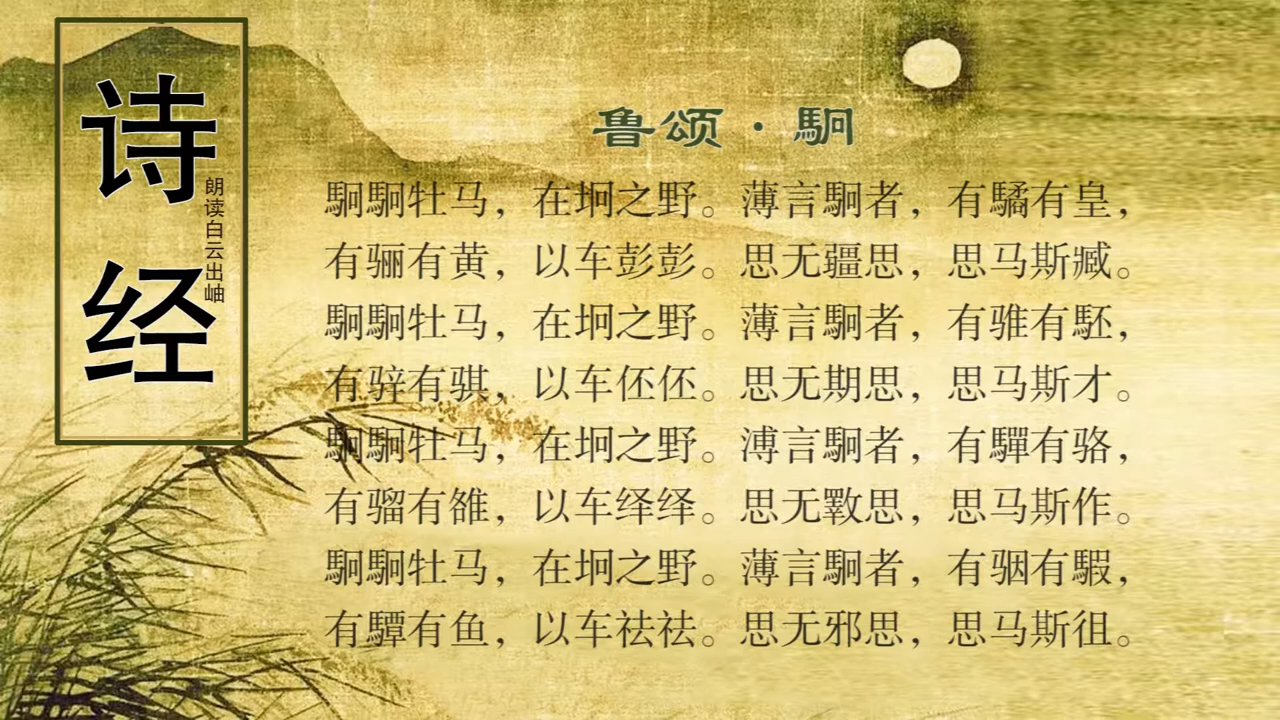 诗经
朗读白云出岫
鲁颂·駉
駉駉牡马，在坰之野。薄言駉者，有驈有皇，
有骊有黄，以车彭彭。思无疆思，思马斯臧。
駉駉牡马，在坰之野。薄言駉者，有骓有駓，
有骍有骐，以车伾伾。思无期思，思马斯才。
駉駉牡马，在坰之野。溥言駉者，有驒有骆，
有骝有雒，以车绎绎。思无斁思，思马斯作。
駉駉牡马，在坰之野。薄言駉者，有骃有騢，
有驔有鱼，以车祛祛。思无邪思，思马斯徂。